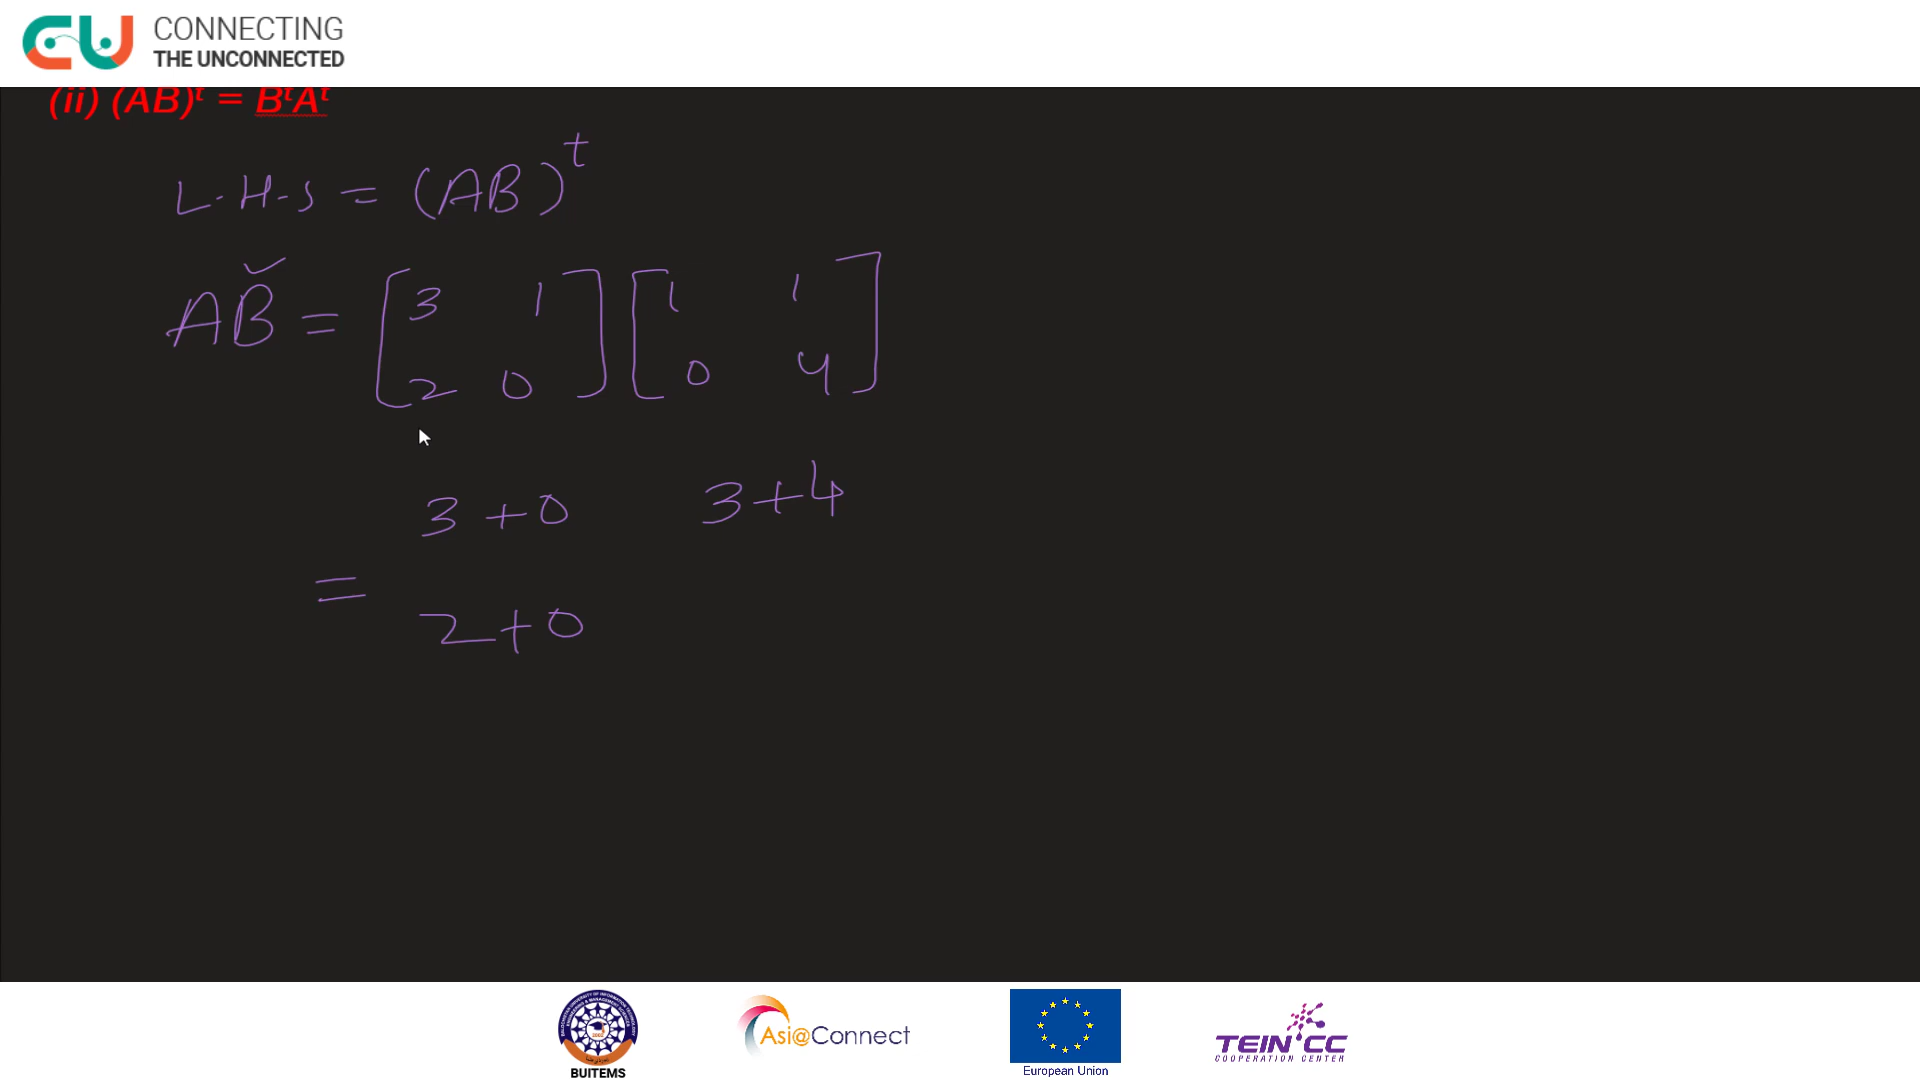 CONNECTING
THE UNCONNECTED
(ii) (AB)ᵗ = BᵗAᵗ
L.H.S = (AB)ᵗ
AB = [3 1 [1 1
2 0] 0 4]
3+0 3+4
=
2+0
BUITEMS
Asi@Connect
European Union
TEIN*CC
COOPERATION CENTER